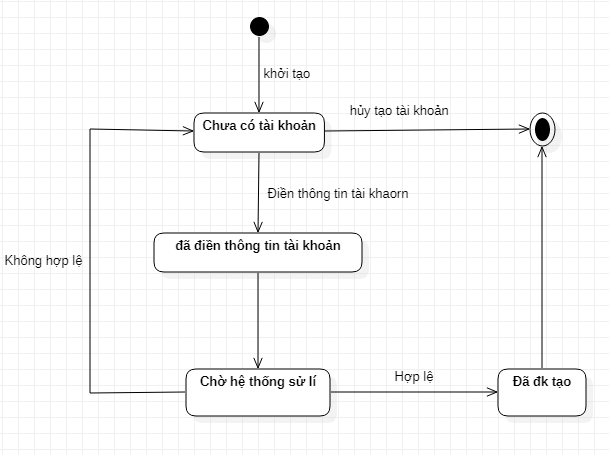 khởi tạo
Chưa có tài khoản
hủy tạo tài khoản
Điền thông tin tài khaorn
đã điền thông tin tài khoản
Không hợp lệ
Chờ hệ thống sử lí
Hợp lệ
Đã đk tạo